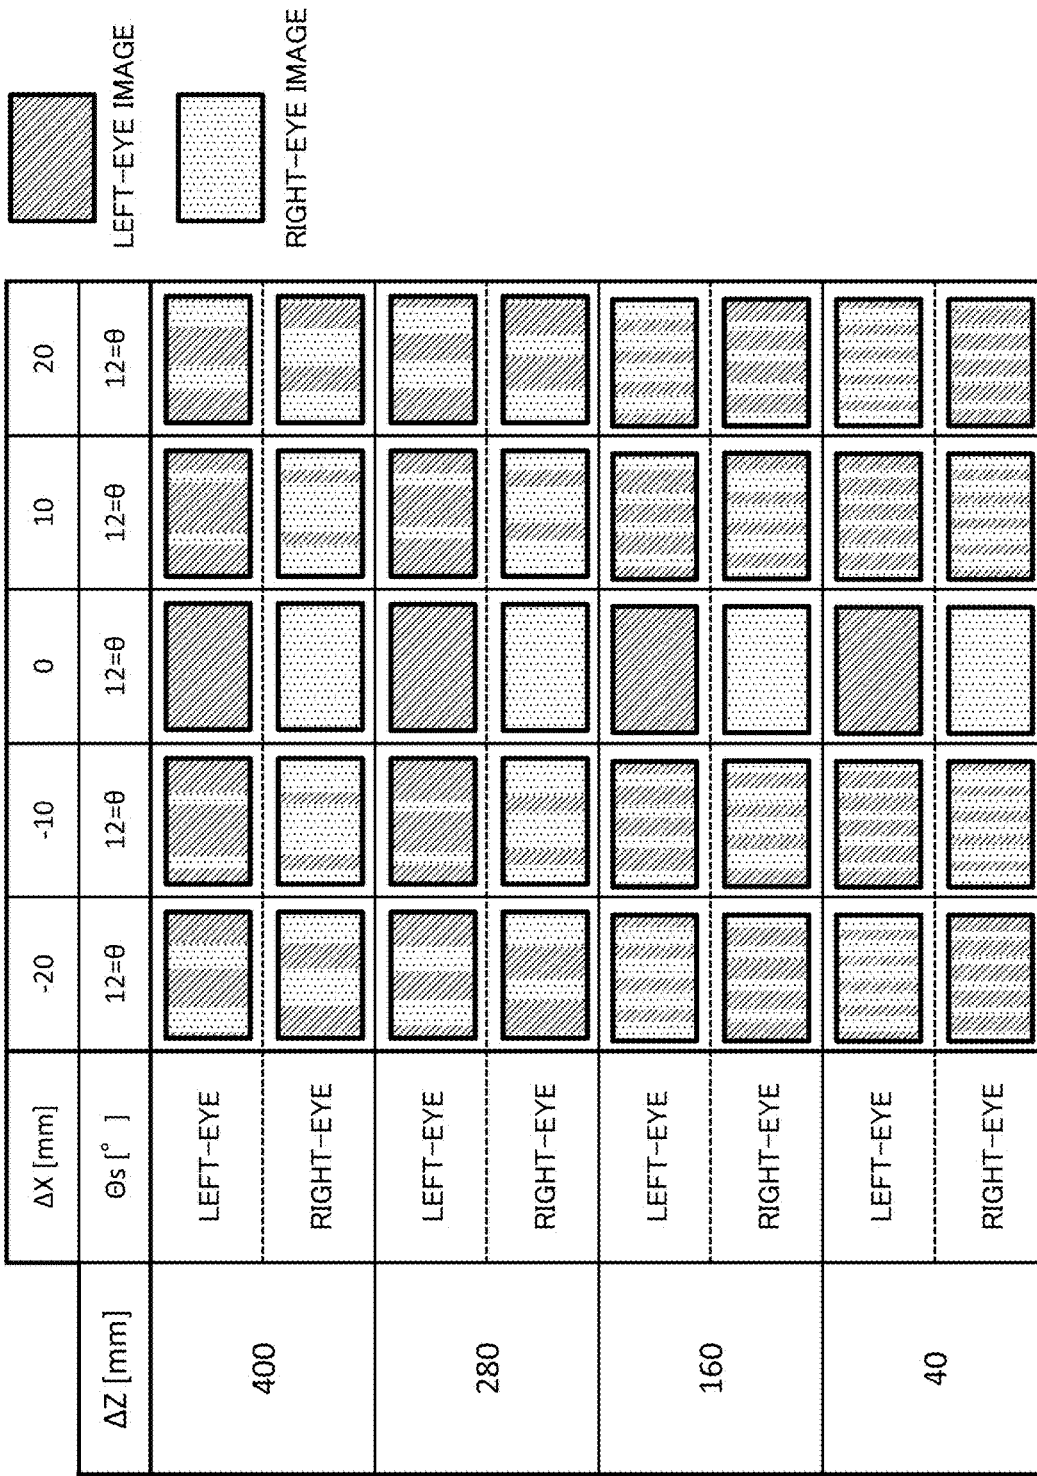 LEFT-EYE IMAGE
RIGHT-EYE IMAGE
ΔX [mm] -20 -10 0 10 20
ΔZ [mm] Θs [° ] 12=θ 12=θ 12=θ 12=θ 12=θ
400 LEFT-EYE
RIGHT-EYE
280 LEFT-EYE
RIGHT-EYE
160 LEFT-EYE
RIGHT-EYE
40 LEFT-EYE
RIGHT-EYE